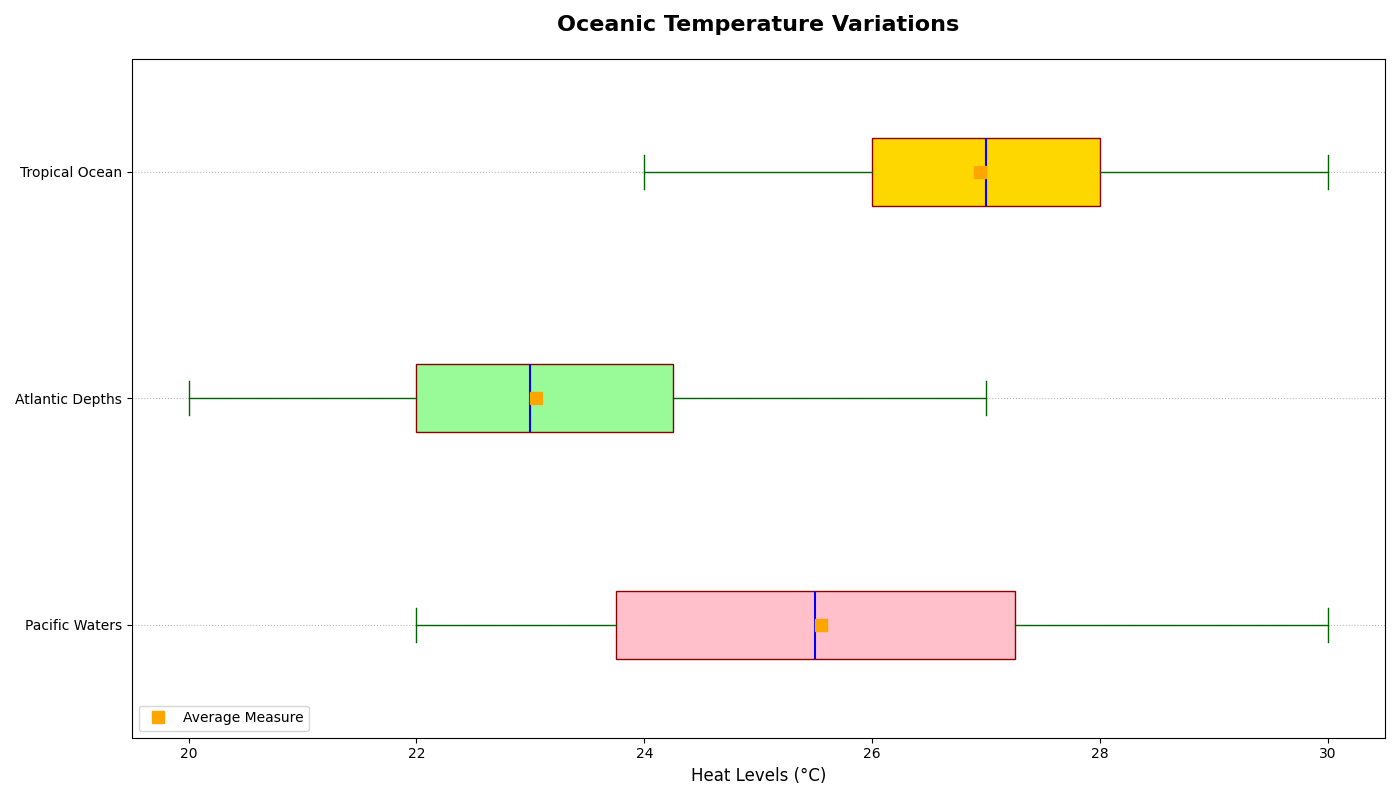 Oceanic Temperature Variations
Tropical Ocean
Atlantic Depths
Pacific Waters
Average Measure
20 22 24 26 28 30
Heat Levels (°C)